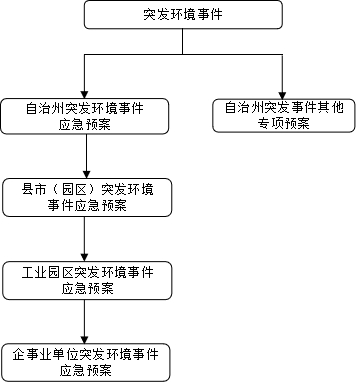 突发环境事件
自治州突发环境事件
应急预案
自治州突发事件其他
专项预案
县市（园区）突发环境
事件应急预案
工业园区突发环境事件
应急预案
企事业单位突发环境事件
应急预案